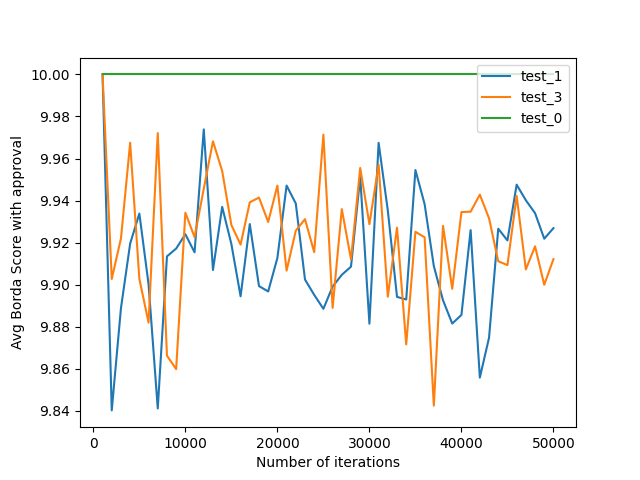 10.00
9.98
9.96
9.94
9.92
9.90
9.88
9.86
9.84
Avg Borda Score with approval
test_1
test_3
test_0
0 10000 20000 30000 40000 50000
Number of iterations